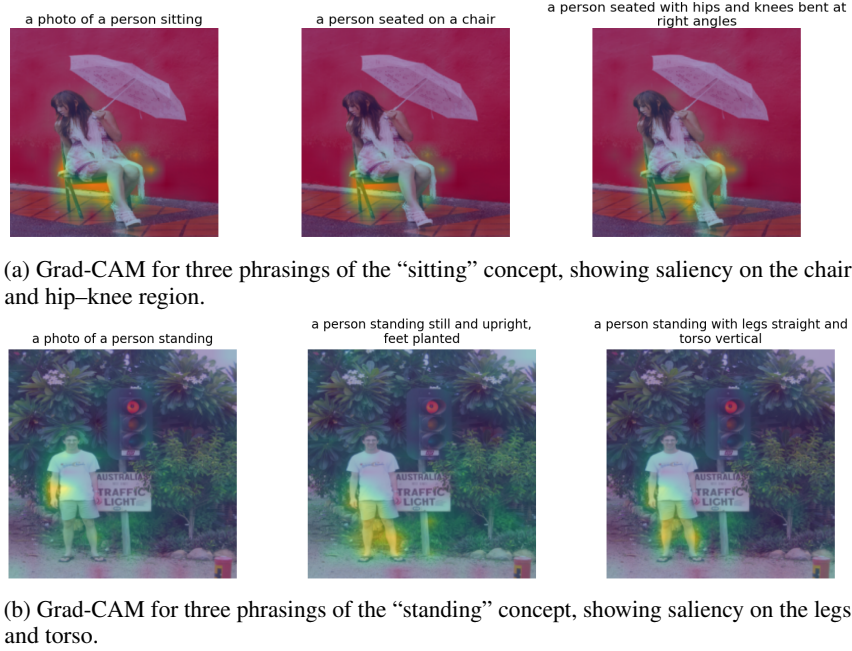 a photo of a person sitting
a person seated on a chair
a person seated with hips and knees bent at
right angles
(a) Grad-CAM for three phrasings of the “sitting” concept, showing saliency on the chair
and hip–knee region.
a photo of a person standing
a person standing still and upright,
feet planted
a person standing with legs straight and
torso vertical
AUSTRALIA
TRAFFIC
LIGHT
AUSTRALIA
TRAFFIC
LIGHT
AUSTRALIA
TRAFFIC
LIGHT
(b) Grad-CAM for three phrasings of the “standing” concept, showing saliency on the legs
and torso.